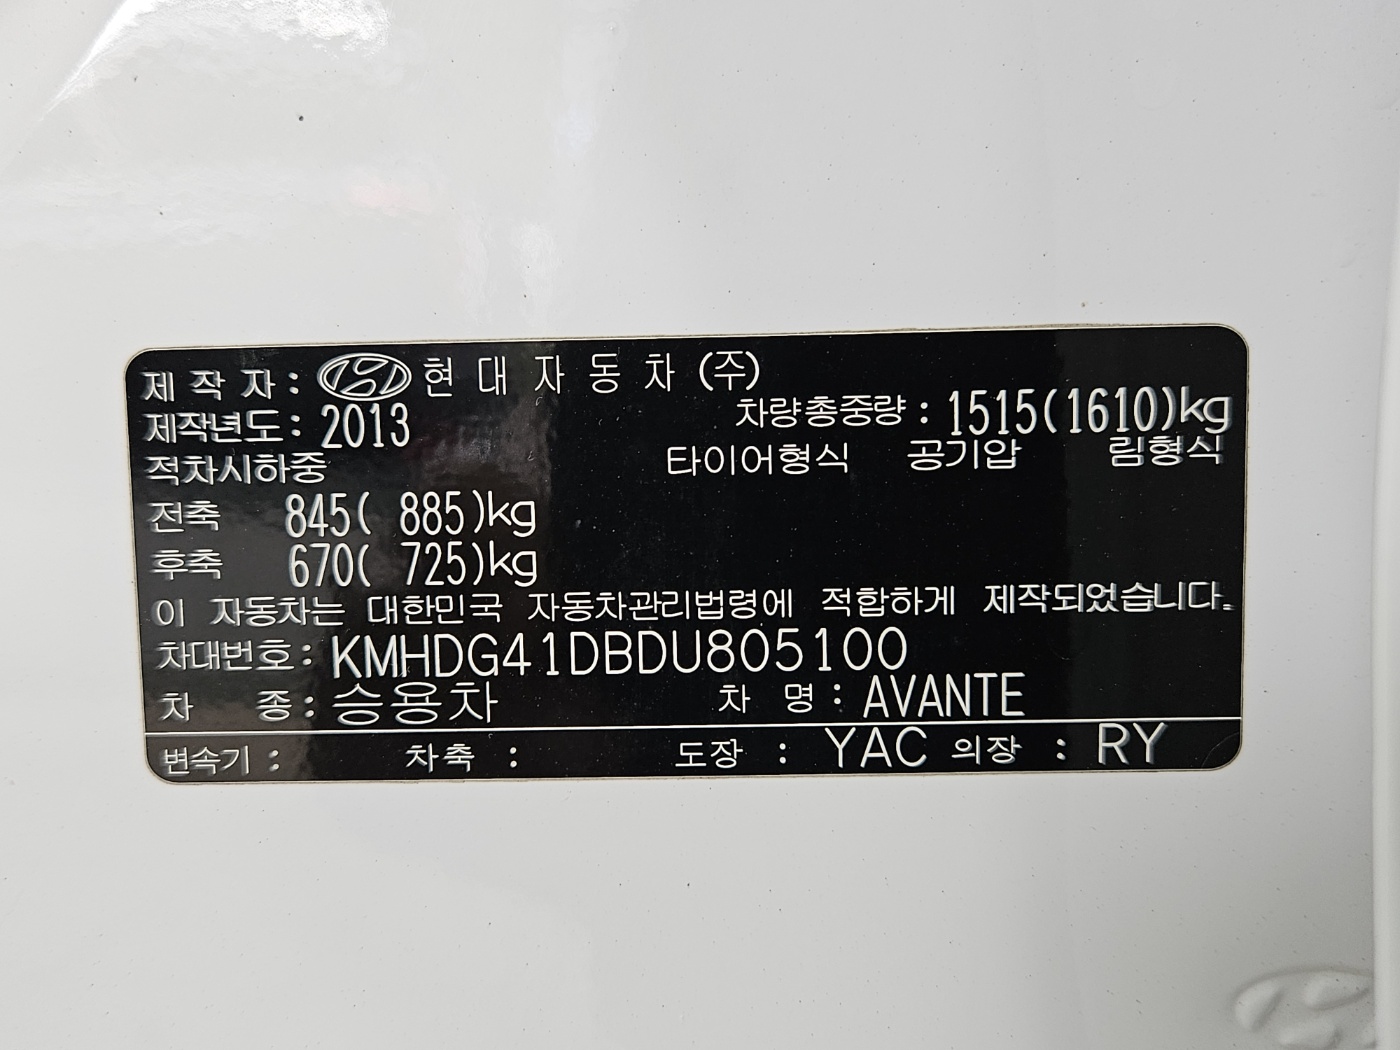 제 작 자 : 현 대 자 동 차 (주)
제작년도 : 2013 차량총중량 : 1515(1610)kg
적차시하중 타이어형식 공기압 림형식
전축 845( 885)kg
후축 670( 725)kg
이 자동차는 대한민국 자동차관리법령에 적합하게 제작되었습니다.
차대번호 : KMHDG41DBDU805100
차 종 : 승용차 차 명 : AVANTE
변속기 : 차축 : 도장 : YAC 의장 : RY